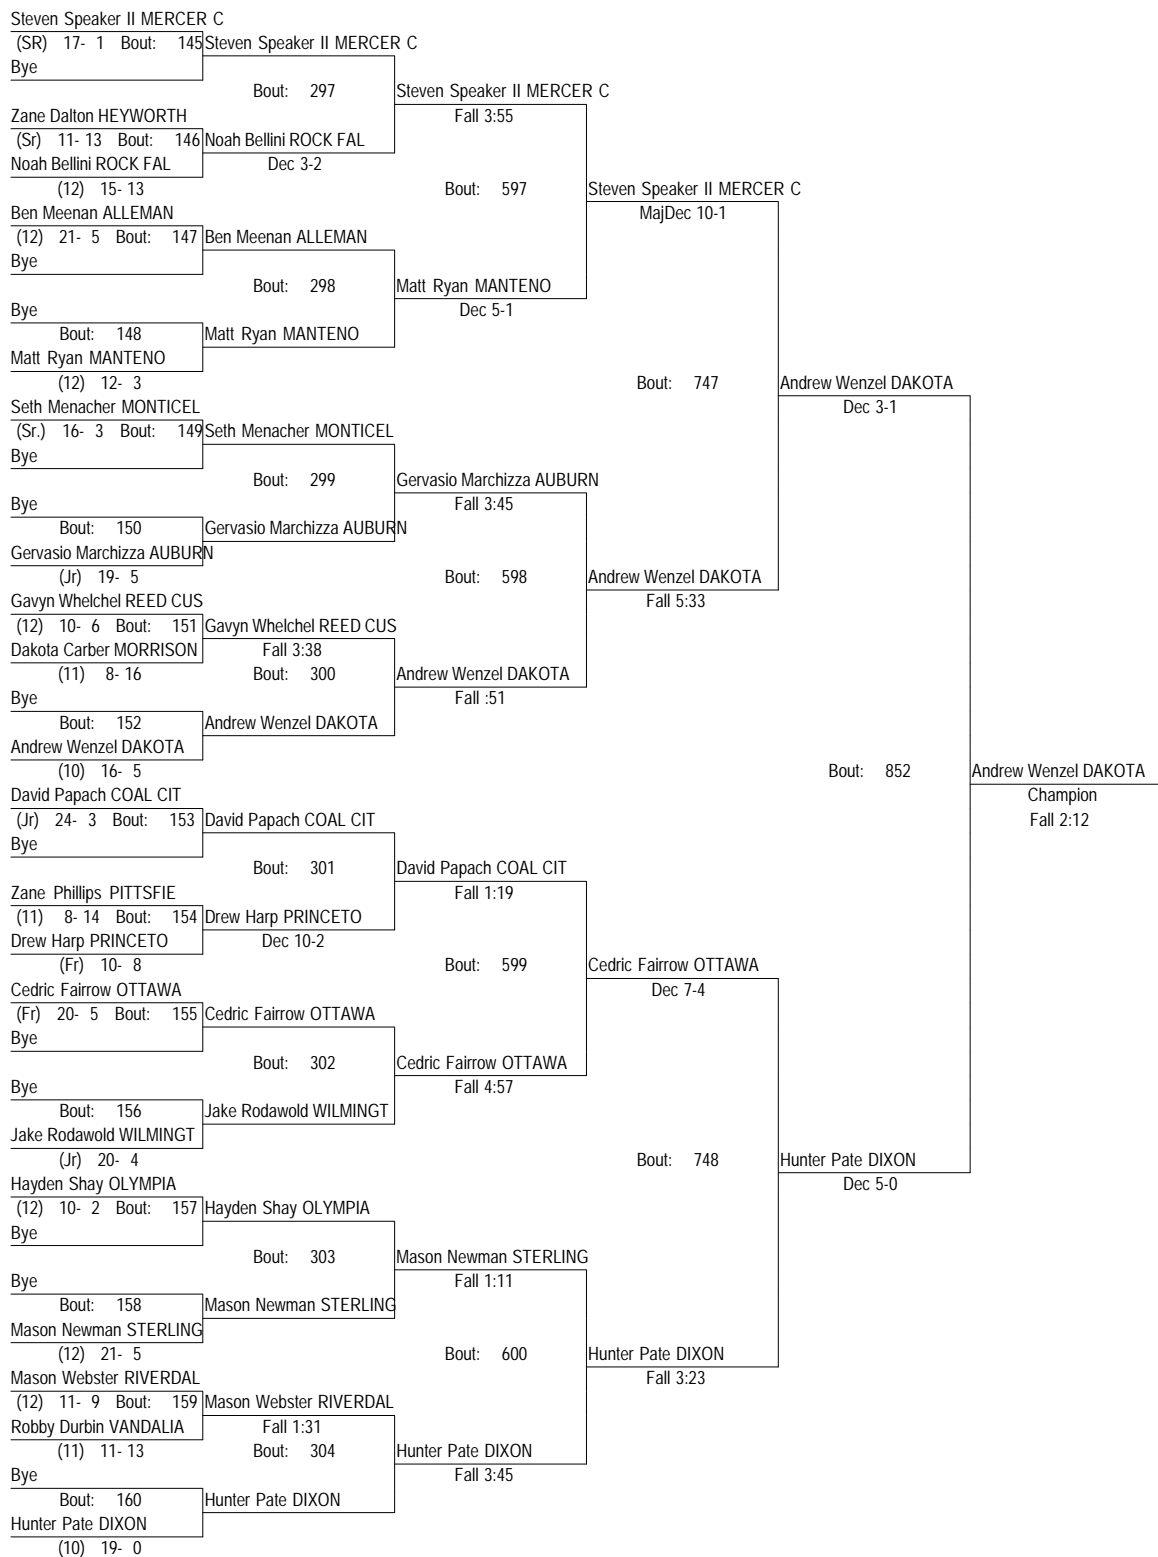 Steven Speaker II MERCER C
(SR) 17- 1 Bout: 145 Steven Speaker II MERCER C
Bye
Bout: 297 Steven Speaker II MERCER C
Zane Dalton HEYWORTH Fall 3:55
(Sr) 11- 13 Bout: 146 Noah Bellini ROCK FAL
Noah Bellini ROCK FAL Dec 3-2
(12) 15- 13 Bout: 597 Steven Speaker II MERCER C
Ben Meenan ALLEMAN MajDec 10-1
(12) 21- 5 Bout: 147 Ben Meenan ALLEMAN
Bye
Bout: 298 Matt Ryan MANTENO
Bye Dec 5-1
Bout: 148 Matt Ryan MANTENO
Matt Ryan MANTENO
(12) 12- 3 Bout: 747 Andrew Wenzel DAKOTA
Seth Menacher MONTICEL Dec 3-1
(Sr.) 16- 3 Bout: 149 Seth Menacher MONTICEL
Bye
Bout: 299 Gervasio Marchizza AUBURN
Bye Fall 3:45
Bout: 150 Gervasio Marchizza AUBURN
Gervasio Marchizza AUBURN
(Jr) 19- 5 Bout: 598 Andrew Wenzel DAKOTA
Gavyn Whelchel REED CUS Fall 5:33
(12) 10- 6 Bout: 151 Gavyn Whelchel REED CUS
Dakota Carber MORRISON Fall 3:38
(11) 8- 16 Bout: 300 Andrew Wenzel DAKOTA
Bye Fall :51
Bout: 152 Andrew Wenzel DAKOTA
Andrew Wenzel DAKOTA
(10) 16- 5 Bout: 852 Andrew Wenzel DAKOTA
David Papach COAL CIT Champion
(Jr) 24- 3 Bout: 153 David Papach COAL CIT Fall 2:12
Bye
Bout: 301 David Papach COAL CIT
Zane Phillips PITTSFIE Fall 1:19
(11) 8- 14 Bout: 154 Drew Harp PRINCETO
Drew Harp PRINCETO Dec 10-2
(Fr) 10- 8 Bout: 599 Cedric Fairrow OTTAWA
Cedric Fairrow OTTAWA Dec 7-4
(Fr) 20- 5 Bout: 155 Cedric Fairrow OTTAWA
Bye
Bout: 302 Cedric Fairrow OTTAWA
Bye Fall 4:57
Bout: 156 Jake Rodawold WILMINGT
Jake Rodawold WILMINGT
(Jr) 20- 4 Bout: 748 Hunter Pate DIXON
Hayden Shay OLYMPIA Dec 5-0
(12) 10- 2 Bout: 157 Hayden Shay OLYMPIA
Bye
Bout: 303 Mason Newman STERLING
Bye Fall 1:11
Bout: 158 Mason Newman STERLING
Mason Newman STERLING
(12) 21- 5 Bout: 600 Hunter Pate DIXON
Mason Webster RIVERDAL Fall 3:23
(12) 11- 9 Bout: 159 Mason Webster RIVERDAL
Robby Durbin VANDALIA Fall 1:31
(11) 11- 13 Bout: 304 Hunter Pate DIXON
Bye Fall 3:45
Bout: 160 Hunter Pate DIXON
Hunter Pate DIXON
(10) 19- 0